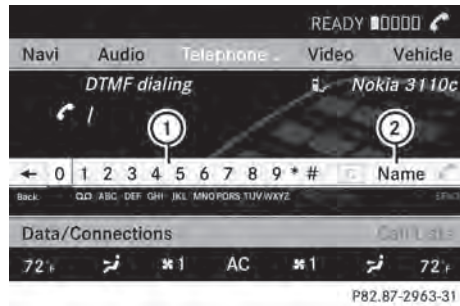 READY
Navi Audio Telephone Video Vehicle
DTMF dialing Nokia 3110c
1 2
← 0 1 2 3 4 5 6 7 8 9 * # Name
Back ABC DEF GHI JKL MNO PQRS TUV WXYZ
Data/Connections Call Lists
72°F 1 AC 1 72°F
P82.87-2963-31